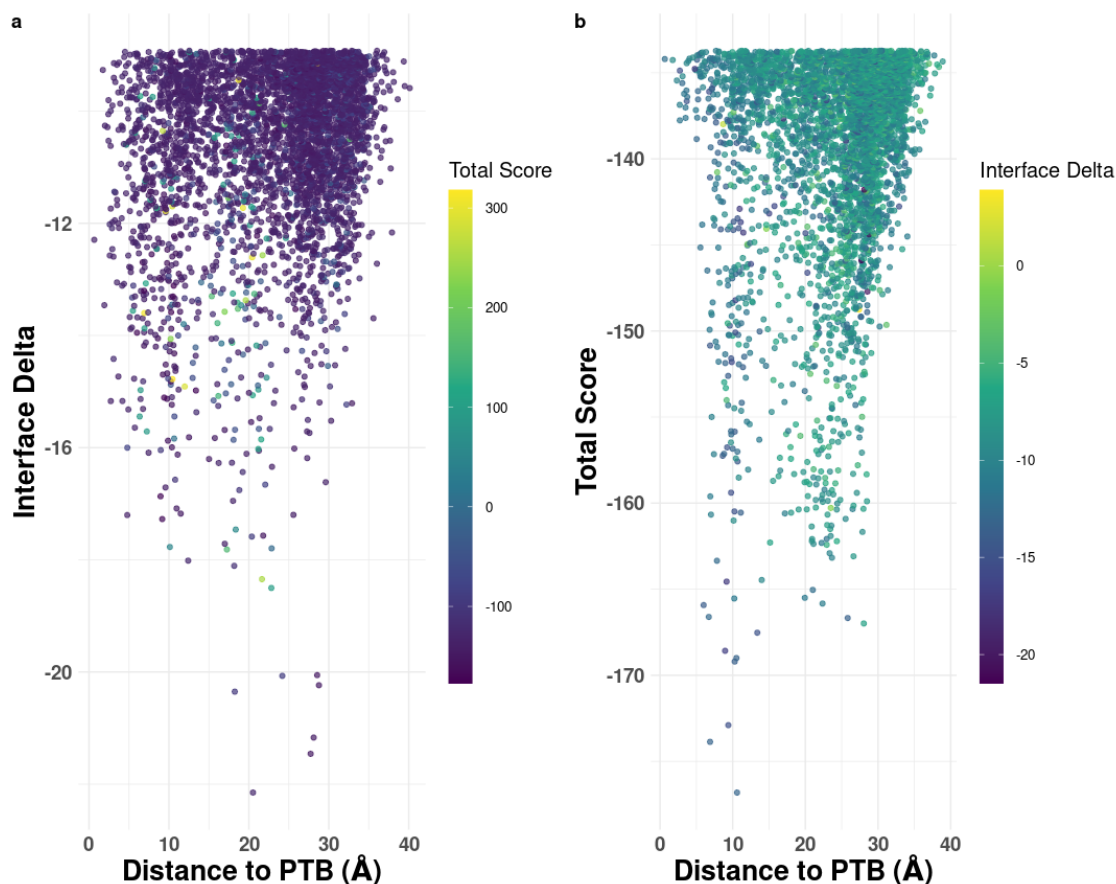 a
Interface Delta
-12
-16
-20
0 10 20 30 40
Distance to PTB (Å)
Total Score
300
200
100
0
-100
b
Total Score
-140
-150
-160
-170
0 10 20 30 40
Distance to PTB (Å)
Interface Delta
0
-5
-10
-15
-20